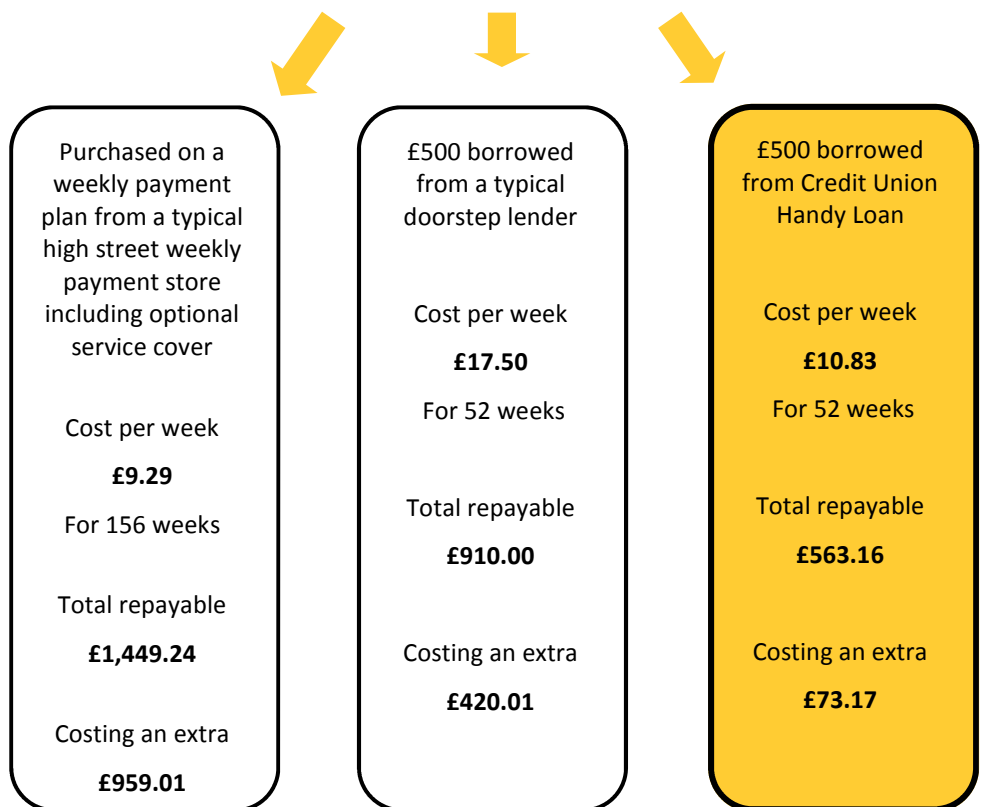 Purchased on a
weekly payment
plan from a typical
high street weekly
payment store
including optional
service cover
Cost per week
£9.29
For 156 weeks
Total repayable
£1,449.24
Costing an extra
£959.01
£500 borrowed
from a typical
doorstep lender
Cost per week
£17.50
For 52 weeks
Total repayable
£910.00
Costing an extra
£420.01
£500 borrowed
from Credit Union
Handy Loan
Cost per week
£10.83
For 52 weeks
Total repayable
£563.16
Costing an extra
£73.17